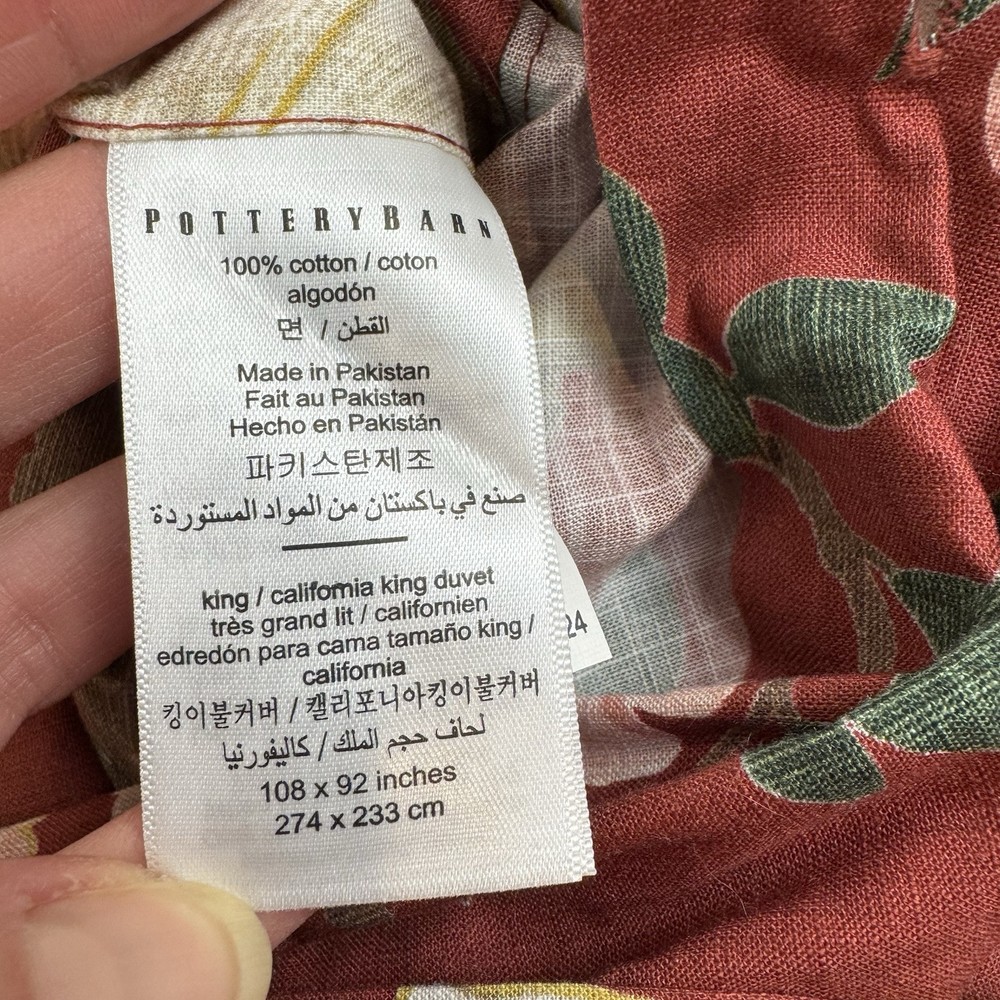 POTTERYBARN
100% cotton / coton
algodón
면 / القطن
Made in Pakistan
Fait au Pakistan
Hecho en Pakistán
파키스탄제조
صنع في باكستان من المواد المستوردة
king / california king duvet
très grand lit / californien
edredón para cama tamaño king /
california
킹이불커버 / 캘리포니아킹이불커버
لحاف حجم الملك / كاليفورنيا
108 x 92 inches
274 x 233 cm
24